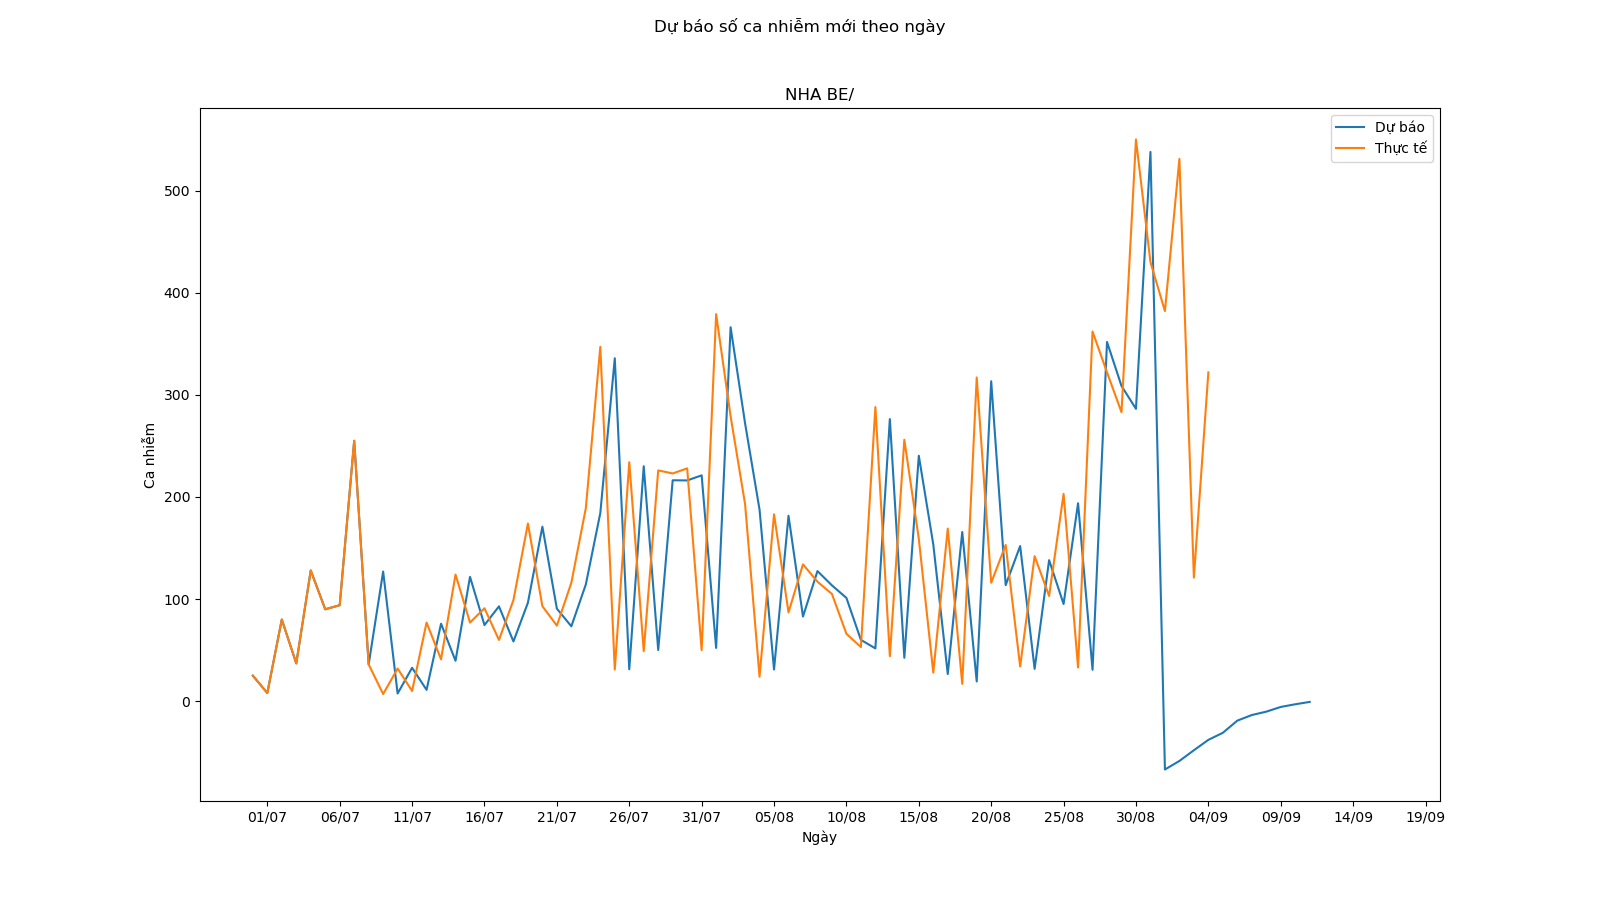 Dự báo số ca nhiễm mới theo ngày
NHA BE/
Dự báo
Thực tế
500
400
300
200
100
0
Ca nhiễm
01/07 06/07 11/07 16/07 21/07 26/07 31/07 05/08 10/08 15/08 20/08 25/08 30/08 04/09 09/09 14/09 19/09
Ngày